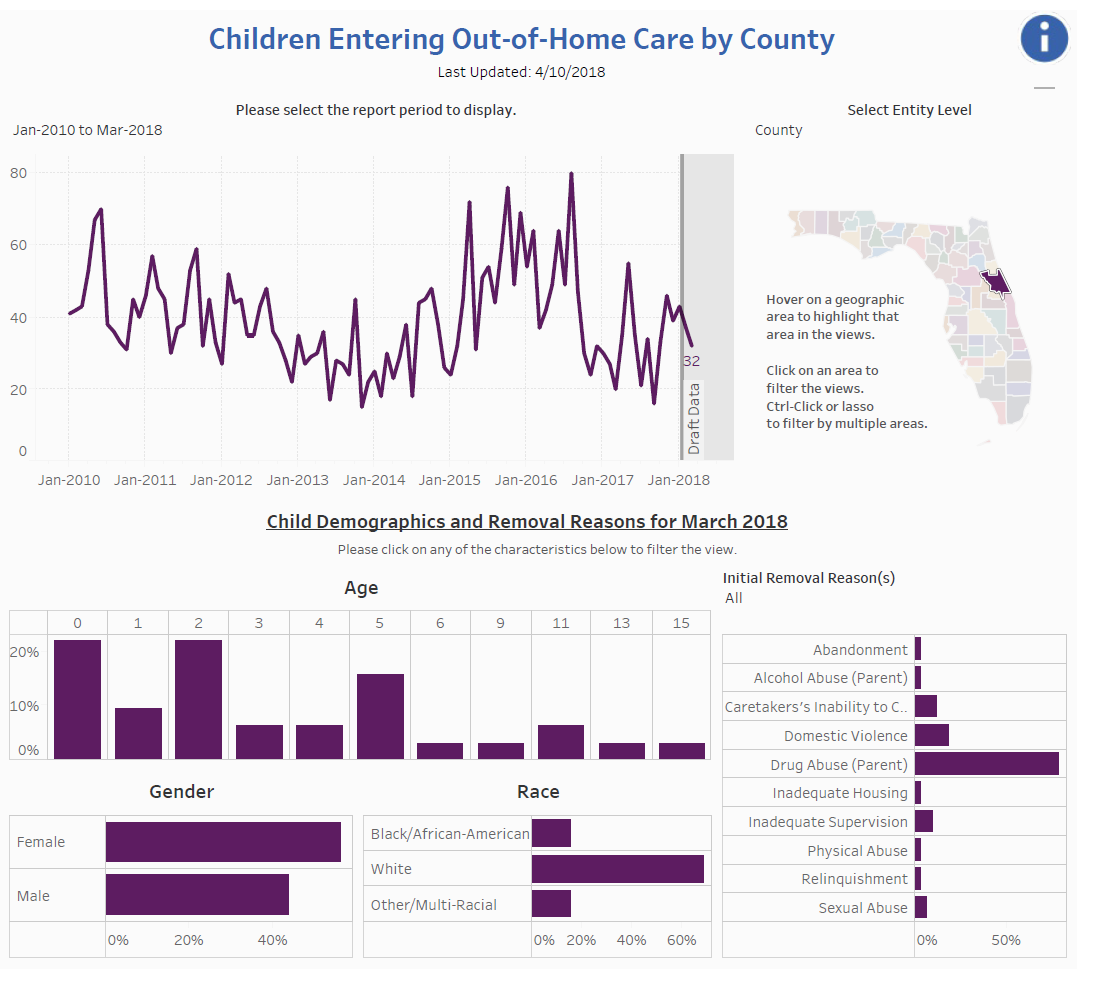 Children Entering Out-of-Home Care by County
Last Updated: 4/10/2018
Please select the report period to display.
Select Entity Level
Jan-2010 to Mar-2018
County
80
60
40
20
0
32
Draft Data
Jan-2010 Jan-2011 Jan-2012 Jan-2013 Jan-2014 Jan-2015 Jan-2016 Jan-2017 Jan-2018
Hover on a geographic
area to highlight that
area in the views.
Click on an area to
filter the views.
Ctrl-Click or lasso
to filter by multiple areas.
Child Demographics and Removal Reasons for March 2018
Please click on any of the characteristics below to filter the view.
Age
0 1 2 3 4 5 6 9 11 13 15
20%
10%
0%
Initial Removal Reason(s)
All
Abandonment
Alcohol Abuse (Parent)
Caretakers's Inability to C..
Domestic Violence
Drug Abuse (Parent)
Inadequate Housing
Inadequate Supervision
Physical Abuse
Relinquishment
Sexual Abuse
0% 50%
Gender
Female
Male
0% 20% 40%
Race
Black/African-American
White
Other/Multi-Racial
0% 20% 40% 60%